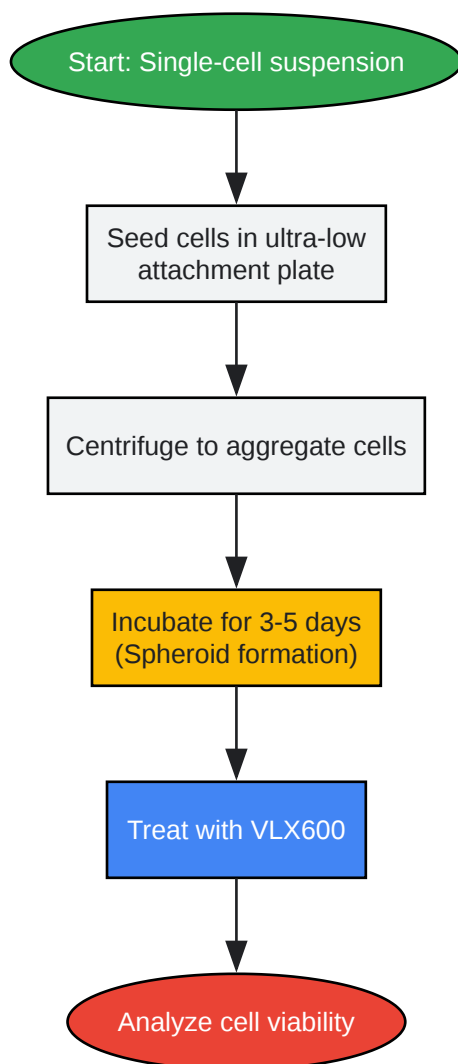 Start: Single-cell suspension
Seed cells in ultra-low
attachment plate
Centrifuge to aggregate cells
Incubate for 3-5 days
(Spheroid formation)
Treat with VLX600
Analyze cell viability